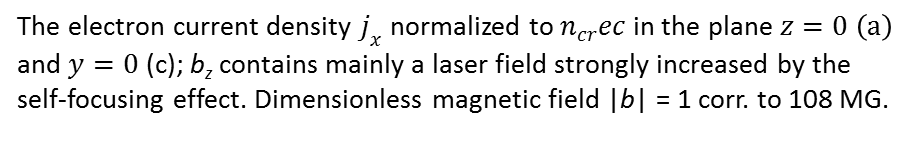 The electron current density jₓ normalized to n_cr ec in the plane z = 0 (a)
and y = 0 (c); b_z contains mainly a laser field strongly increased by the
self-focusing effect. Dimensionless magnetic field |b| = 1 corr. to 108 MG.